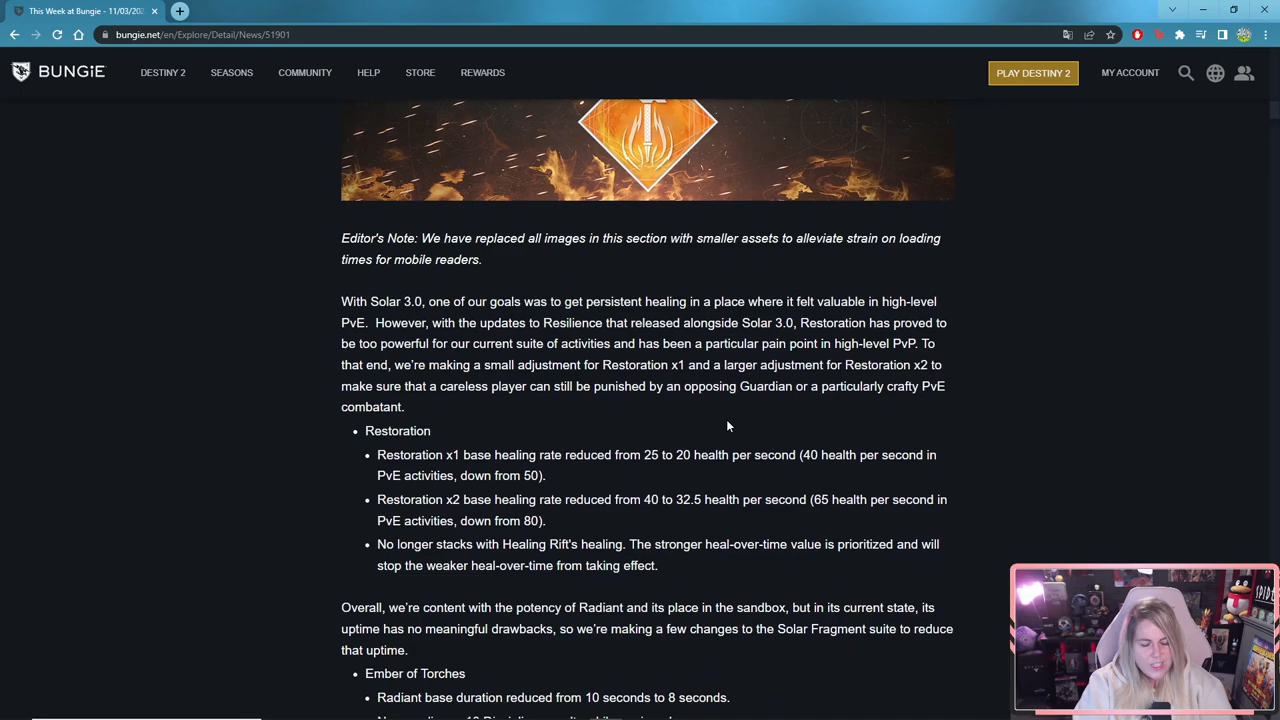 This Week at Bungie - 11/03/202
bungie.net/en/Explore/Detail/News/51901
BUNGiE DESTINY 2 SEASONS COMMUNITY HELP STORE REWARDS PLAY DESTINY 2 MY ACCOUNT
Editor's Note: We have replaced all images in this section with smaller assets to alleviate strain on loading
times for mobile readers.
With Solar 3.0, one of our goals was to get persistent healing in a place where it felt valuable in high-level
PvE. However, with the updates to Resilience that released alongside Solar 3.0, Restoration has proved to
be too powerful for our current suite of activities and has been a particular pain point in high-level PvP. To
that end, we're making a small adjustment for Restoration x1 and a larger adjustment for Restoration x2 to
make sure that a careless player can still be punished by an opposing Guardian or a particularly crafty PvE
combatant.
• Restoration
• Restoration x1 base healing rate reduced from 25 to 20 health per second (40 health per second in
PvE activities, down from 50).
• Restoration x2 base healing rate reduced from 40 to 32.5 health per second (65 health per second in
PvE activities, down from 80).
• No longer stacks with Healing Rift's healing. The stronger heal-over-time value is prioritized and will
stop the weaker heal-over-time from taking effect.
Overall, we're content with the potency of Radiant and its place in the sandbox, but in its current state, its
uptime has no meaningful drawbacks, so we're making a few changes to the Solar Fragment suite to reduce
that uptime.
• Ember of Torches
• Radiant base duration reduced from 10 seconds to 8 seconds.